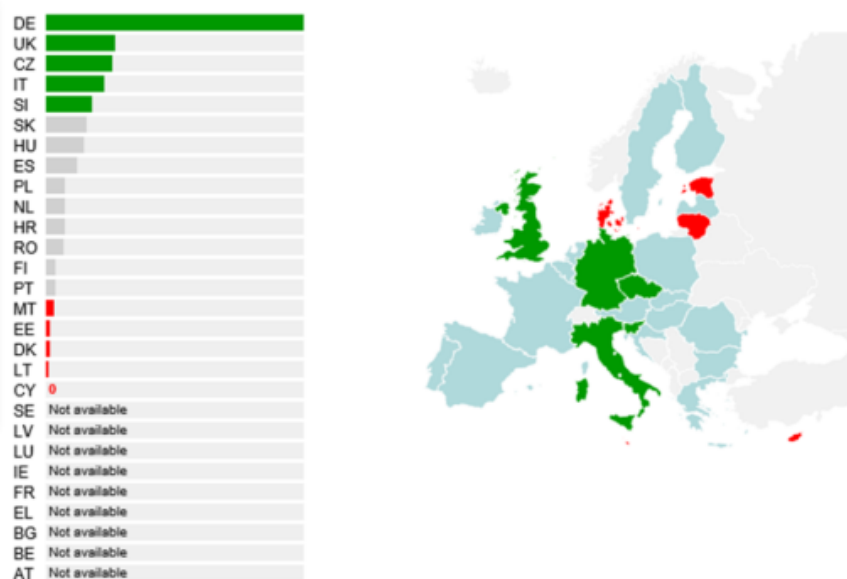 DE
UK
CZ
IT
SI
SK
HU
ES
PL
NL
HR
RO
FI
PT
MT
EE
DK
LT
CY 0
SE Not available
LV Not available
LU Not available
IE Not available
FR Not available
EL Not available
BG Not available
BE Not available
AT Not available